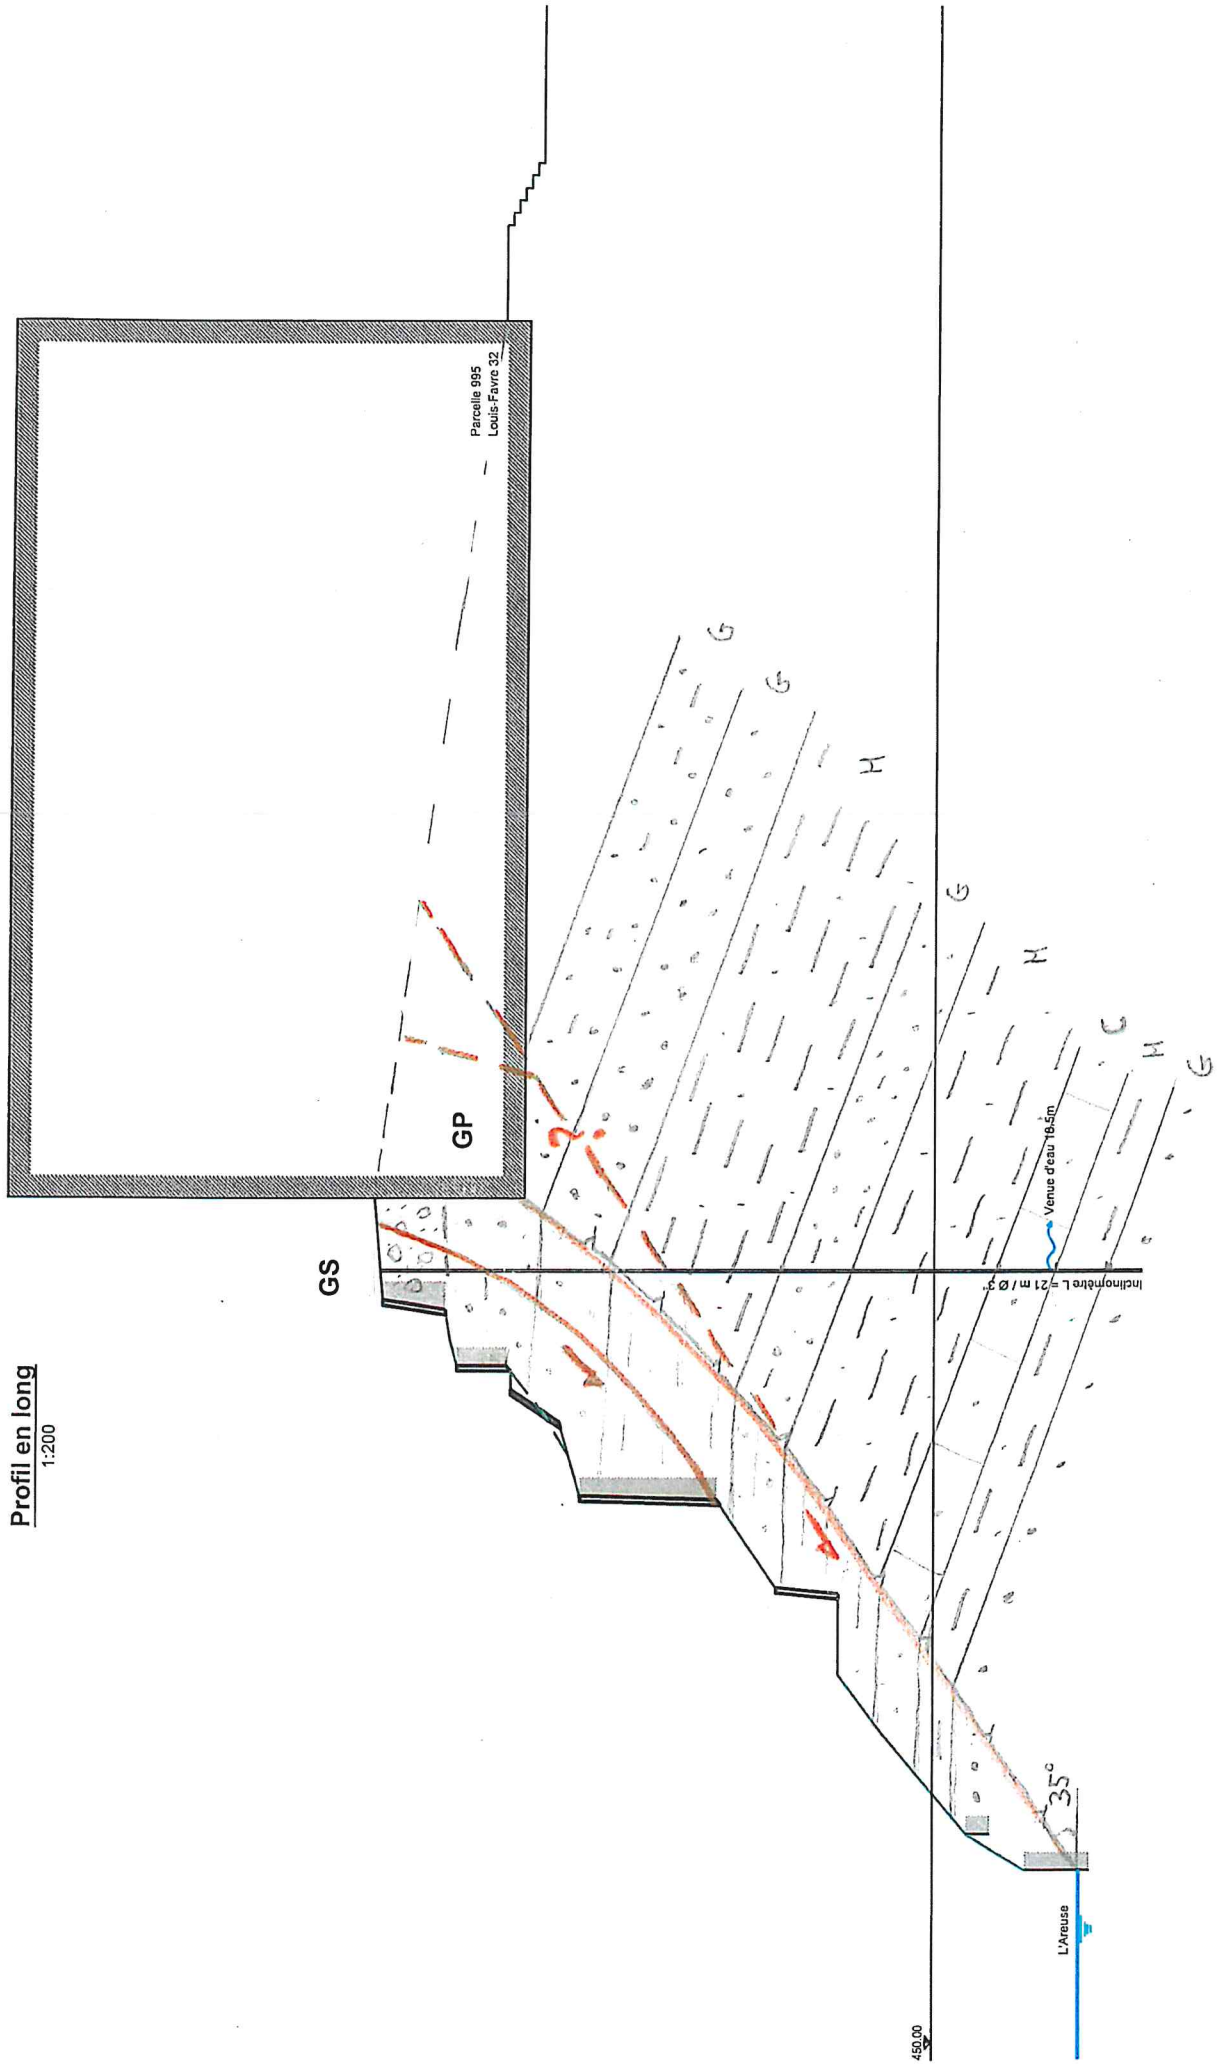 Profil en long
1:200
GS
GP
Parcelle 995
Louis-Favre 32
?
G
G
H
G
H
C
H
G
Venue d'eau 18.5m
Inclinomètre L = 21 m / Ø 3"
35°
L'Areuse
450.00